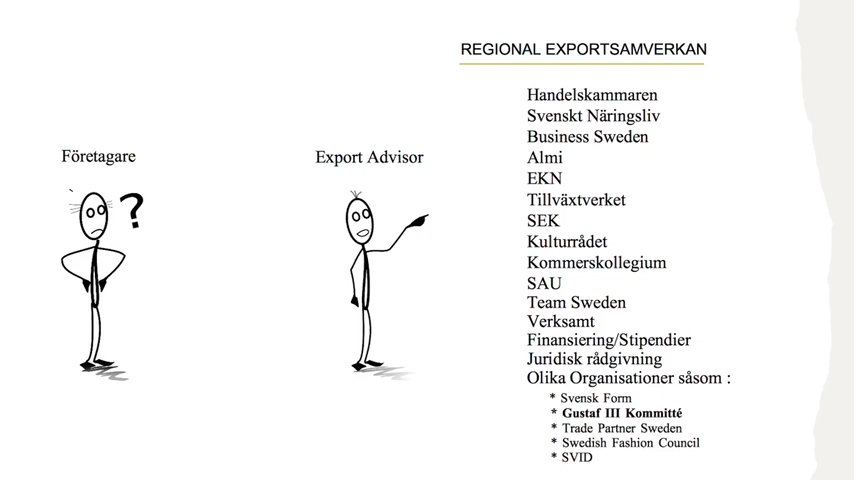 REGIONAL EXPORTSAMVERKAN
Företagare
?
Export Advisor
Handelskammaren
Svenskt Näringsliv
Business Sweden
Almi
EKN
Tillväxtverket
SEK
Kulturrådet
Kommerskollegium
SAU
Team Sweden
Verksamt
Finansiering/Stipendier
Juridisk rådgivning
Olika Organisationer såsom :
* Svensk Form
* Gustaf III Kommitté
* Trade Partner Sweden
* Swedish Fashion Council
* SVID